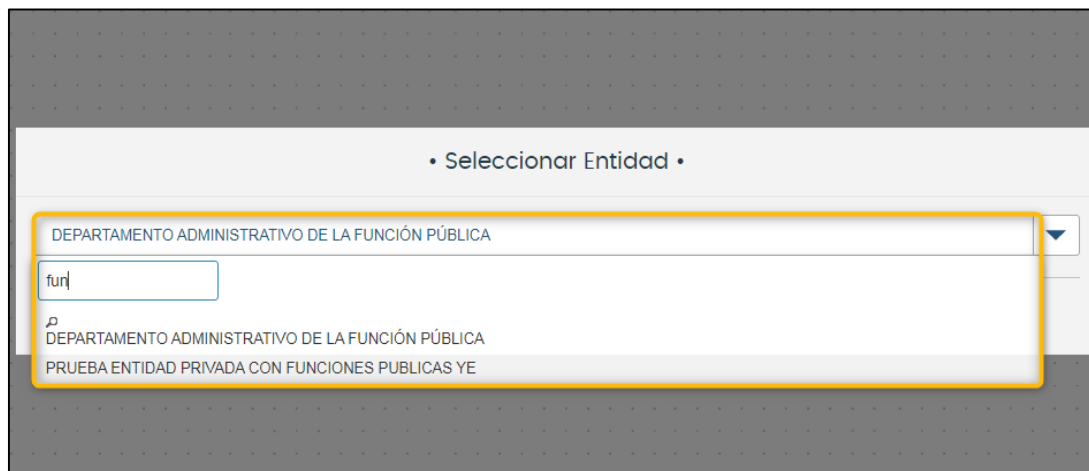 • Seleccionar Entidad •
DEPARTAMENTO ADMINISTRATIVO DE LA FUNCIÓN PÚBLICA
fun
DEPARTAMENTO ADMINISTRATIVO DE LA FUNCIÓN PÚBLICA
PRUEBA ENTIDAD PRIVADA CON FUNCIONES PUBLICAS YE